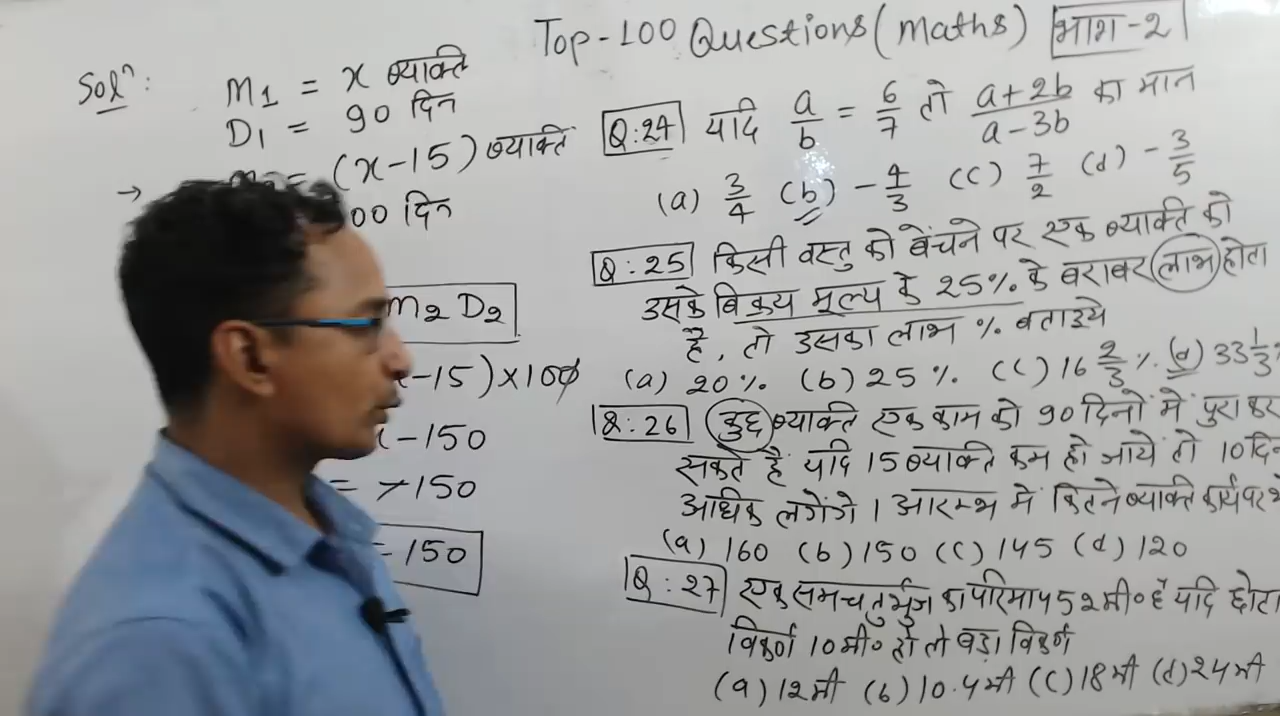 Top-100 Questions (Maths) भाग-2
Solⁿ: M1 = x व्यक्ति
D1 = 90 दिन
→ = (x-15) व्यक्ति
00 दिन
M2 D2
-15) × 100
- 150
= -150
= 150
Q:24 यदि a/b = 6/7 तो (a+2b)/(a-3b) का मान
(a) 3/4 (b) -4/3 (c) 7/2 (d) -3/5
Q:25 किसी वस्तु को बेंचने पर एक व्यक्ति को
उसके विक्रय मूल्य के 25% के बराबर लाभ होता
है, तो उसका लाभ % बताइये
(a) 20% (b) 25% (c) 16 2/3 % (d) 33 1/3
Q:26 कुछ व्यक्ति एक काम को 90 दिनों में पुरा कर
सकते है यदि 15 व्यक्ति कम हो जाये तो 10 दिन
अधिक लगेंगे । आरम्भ में कितने व्यक्ति कार्य पर थे
(a) 160 (b) 150 (c) 145 (d) 120
Q:27 एक समचतुर्भुज का परिमाप 52 मी० है यदि छोटा
विकर्ण 10 मी० हो तो बड़ा विकर्ण
(a) 12 मी (b) 10.4 मी (c) 18 मी (d) 24 मी